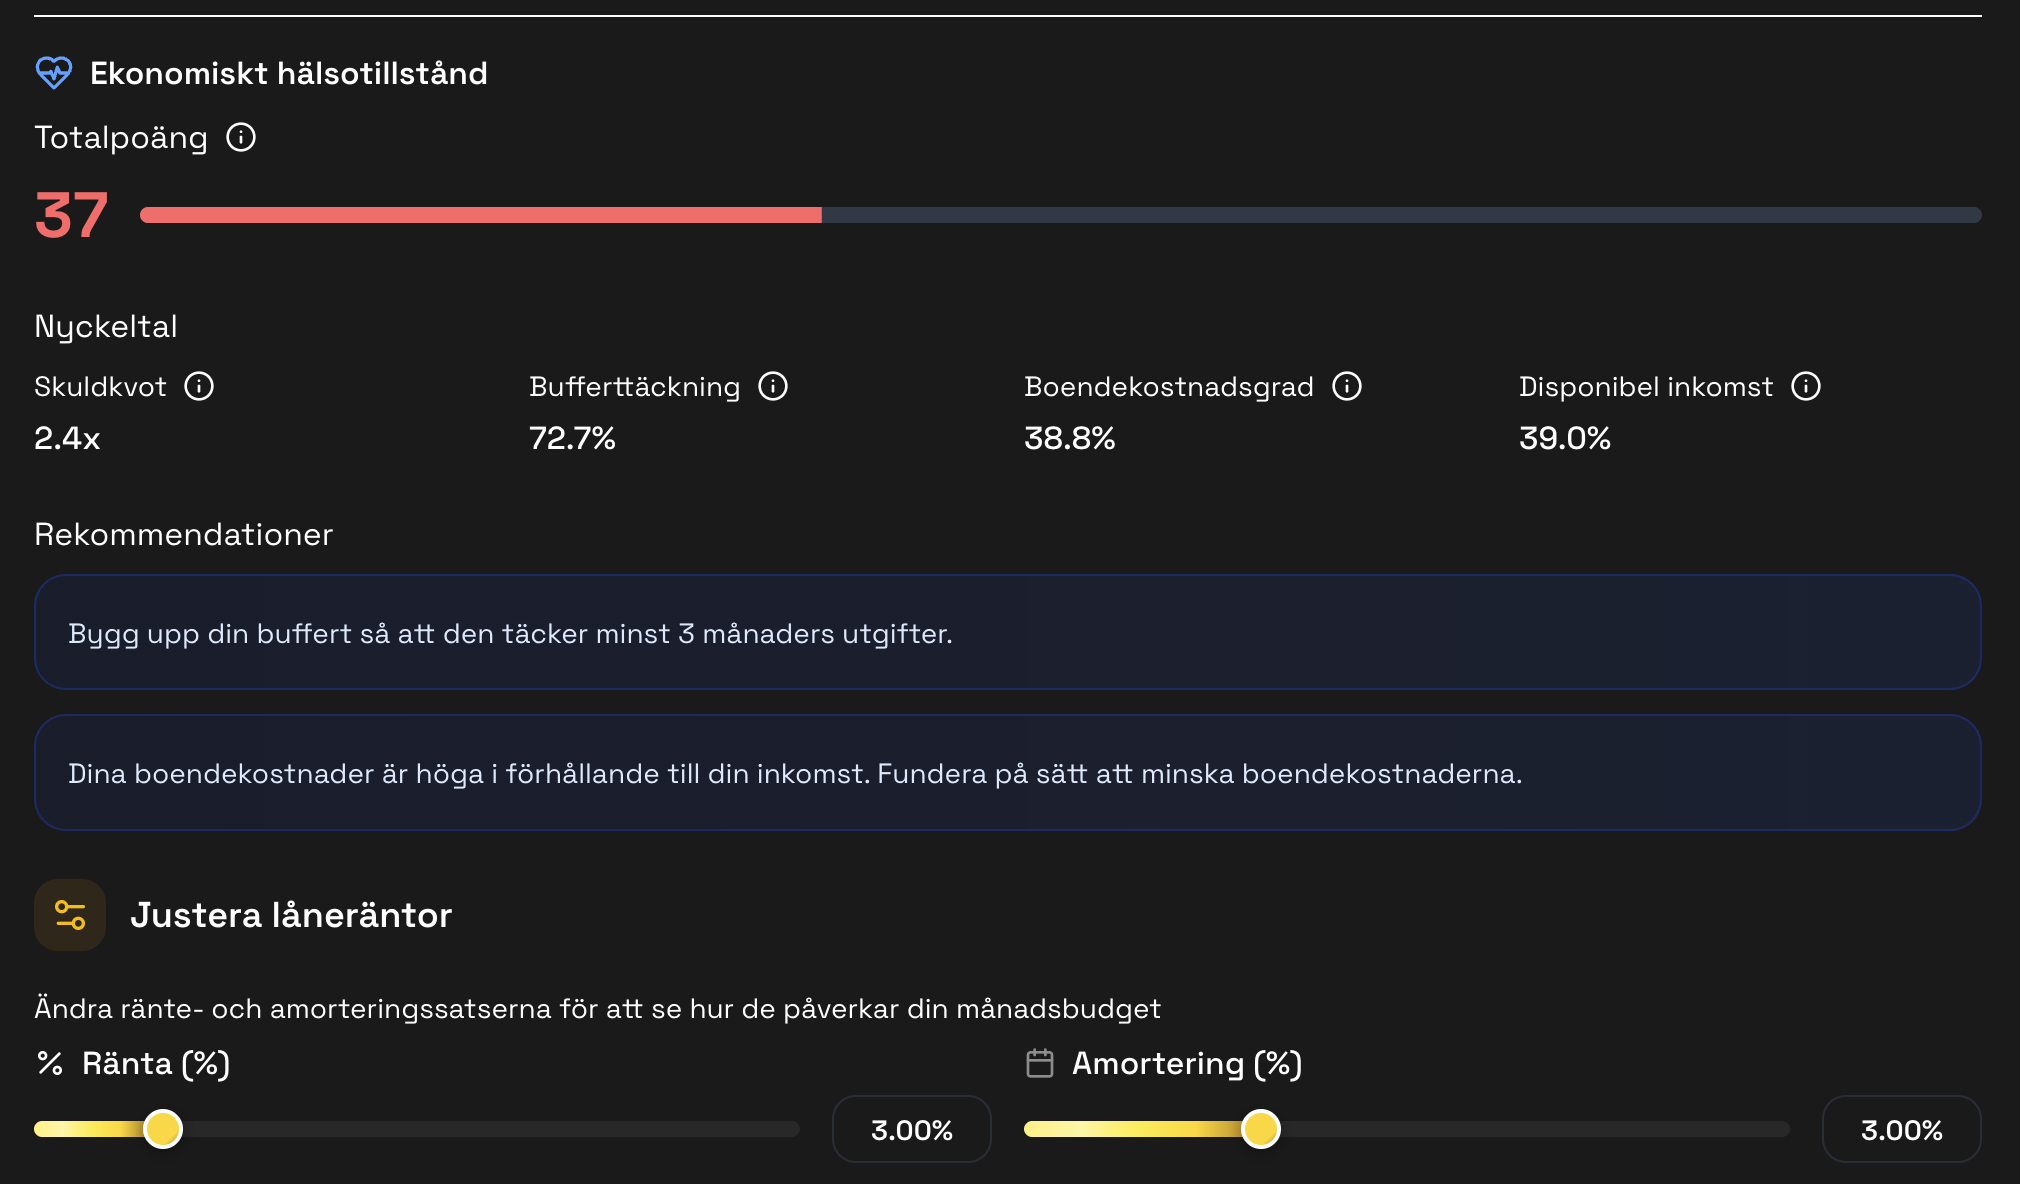 Ekonomiskt hälsotillstånd
Totalpoäng
37
Nyckeltal
Skuldkvot
Bufferttäckning
Boendekostnadsgrad
Disponibel inkomst
2.4x
72.7%
38.8%
39.0%
Rekommendationer
Bygg upp din buffert så att den täcker minst 3 månaders utgifter.
Dina boendekostnader är höga i förhållande till din inkomst. Fundera på sätt att minska boendekostnaderna.
Justera låneräntor
Ändra ränte- och amorteringssatserna för att se hur de påverkar din månadsbudget
Ränta (%)
Amortering (%)
3.00%
3.00%